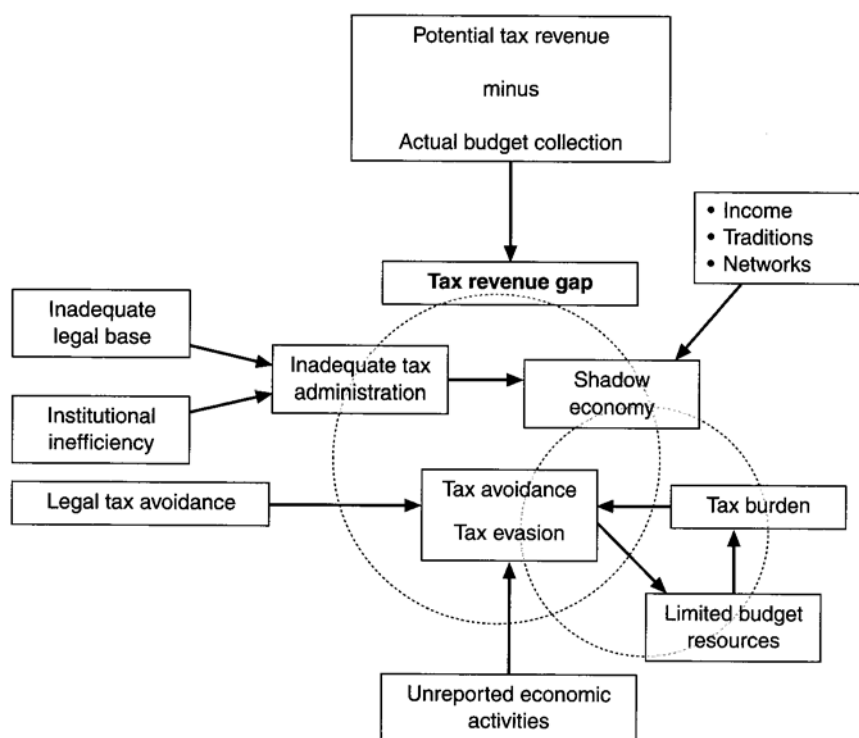 Potential tax revenue
minus
Actual budget collection
• Income
• Traditions
• Networks
Tax revenue gap
Inadequate
legal base
Inadequate tax
administration
Shadow
economy
Institutional
inefficiency
Legal tax avoidance
Tax avoidance
Tax evasion
Tax burden
Limited budget
resources
Unreported economic
activities